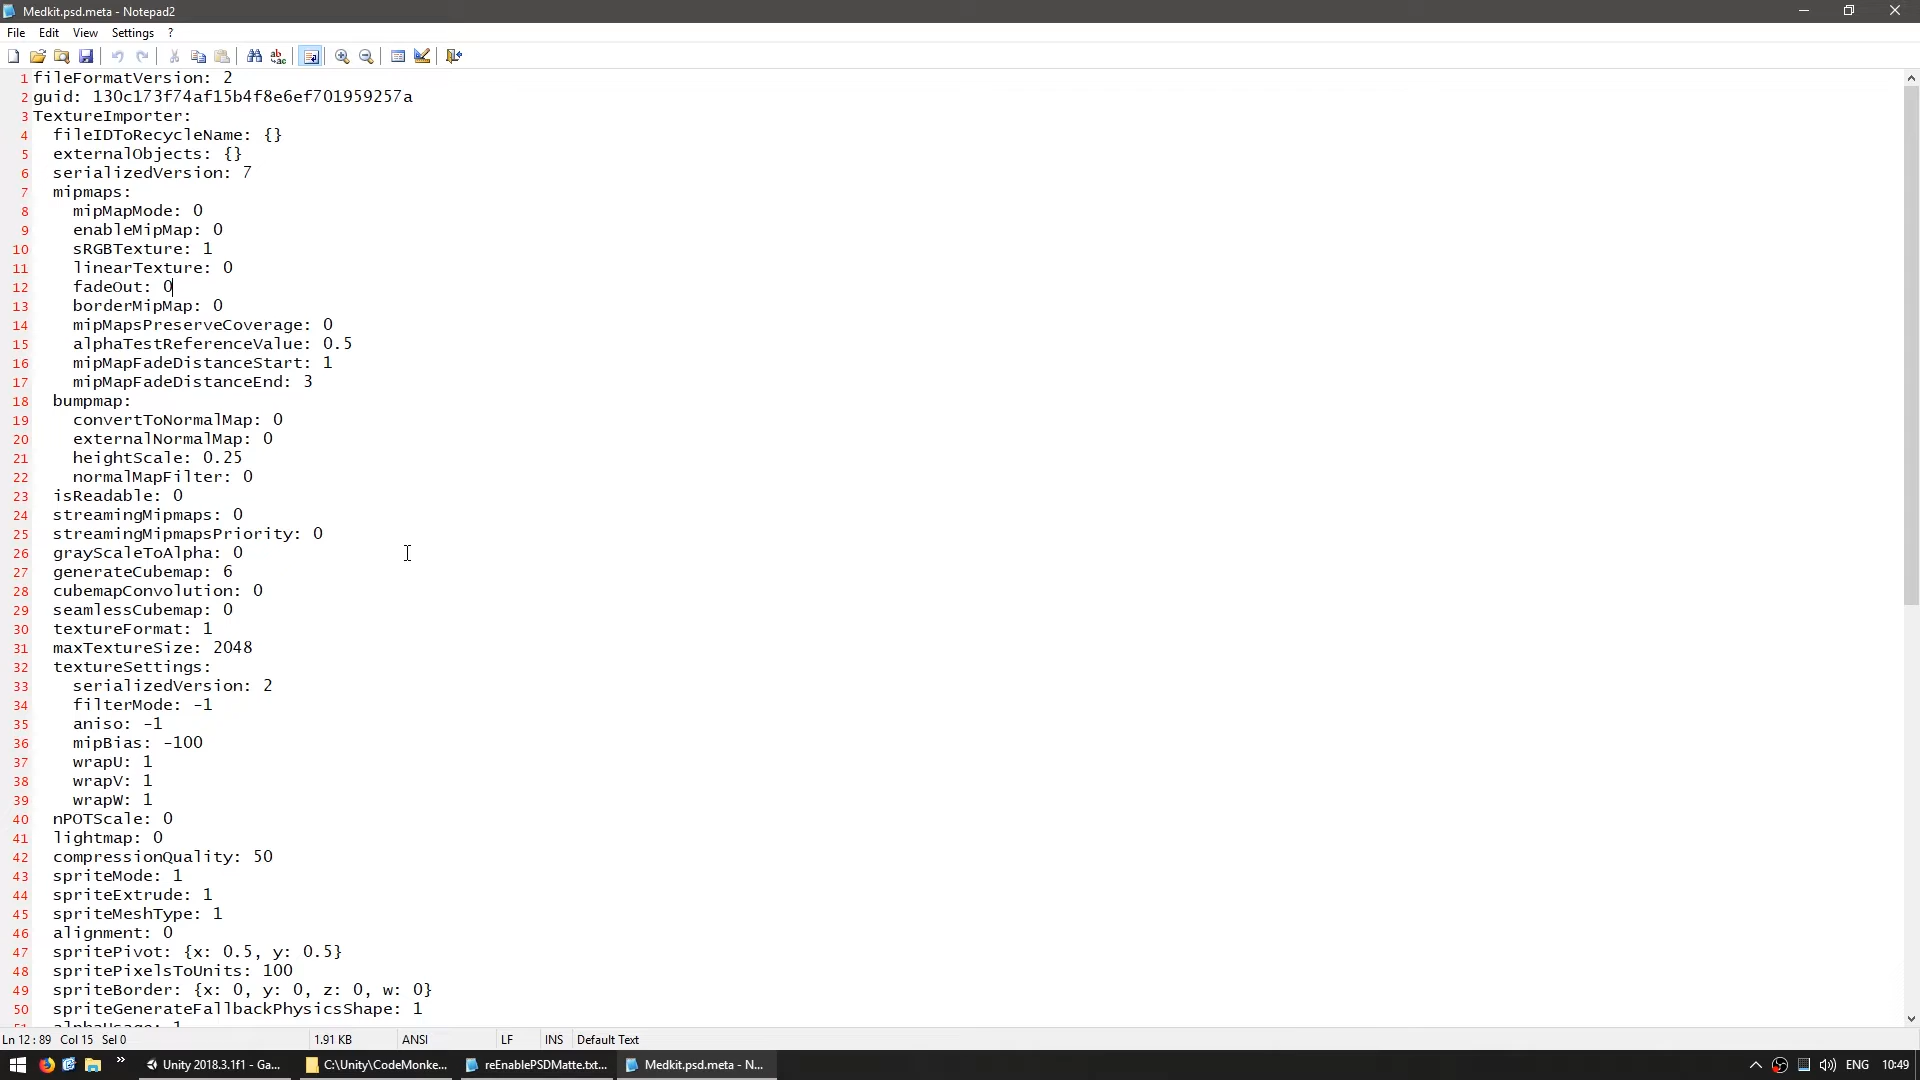 Medkit.psd.meta - Notepad2
File Edit View Settings ?
1 fileFormatVersion: 2
2 guid: 130c173f74af15b4f8e6ef701959257a
3 TextureImporter:
4 fileIDToRecycleName: {}
5 externalObjects: {}
6 serializedVersion: 7
7 mipmaps:
8 mipMapMode: 0
9 enableMipMap: 0
10 sRGBTexture: 1
11 linearTexture: 0
12 fadeOut: 0
13 borderMipMap: 0
14 mipMapsPreserveCoverage: 0
15 alphaTestReferenceValue: 0.5
16 mipMapFadeDistanceStart: 1
17 mipMapFadeDistanceEnd: 3
18 bumpmap:
19 convertToNormalMap: 0
20 externalNormalMap: 0
21 heightScale: 0.25
22 normalMapFilter: 0
23 isReadable: 0
24 streamingMipmaps: 0
25 streamingMipmapsPriority: 0
26 grayScaleToAlpha: 0
27 generateCubemap: 6
28 cubemapConvolution: 0
29 seamlessCubemap: 0
30 textureFormat: 1
31 maxTextureSize: 2048
32 textureSettings:
33 serializedVersion: 2
34 filterMode: -1
35 aniso: -1
36 mipBias: -100
37 wrapU: 1
38 wrapV: 1
39 wrapW: 1
40 nPOTScale: 0
41 lightmap: 0
42 compressionQuality: 50
43 spriteMode: 1
44 spriteExtrude: 1
45 spriteMeshType: 1
46 alignment: 0
47 spritePivot: {x: 0.5, y: 0.5}
48 spritePixelsToUnits: 100
49 spriteBorder: {x: 0, y: 0, z: 0, w: 0}
50 spriteGenerateFallbackPhysicsShape: 1
51 alphaUsage: 1
Ln 12 : 89 Col 15 Sel 0 1.91 KB ANSI LF INS Default Text
Unity 2018.3.1f1 - Ga... C:\Unity\CodeMonke... reEnablePSDMatte.txt... Medkit.psd.meta - N... ENG 10:49